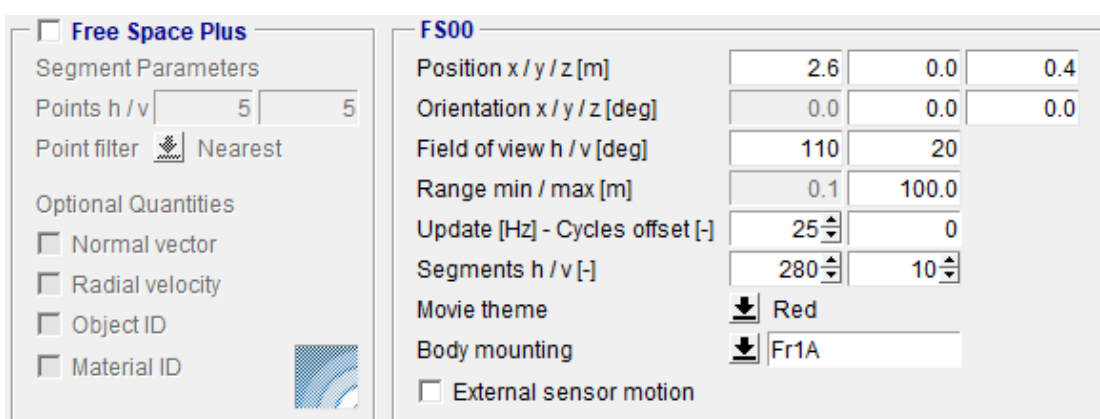 Free Space Plus
Segment Parameters
Points h / v 5 5
Point filter Nearest
Optional Quantities
Normal vector
Radial velocity
Object ID
Material ID
FS00
Position x / y / z [m] 2.6 0.0 0.4
Orientation x / y / z [deg] 0.0 0.0 0.0
Field of view h / v [deg] 110 20
Range min / max [m] 0.1 100.0
Update [Hz] - Cycles offset [-] 25 0
Segments h / v [-] 280 10
Movie theme Red
Body mounting Fr1A
External sensor motion